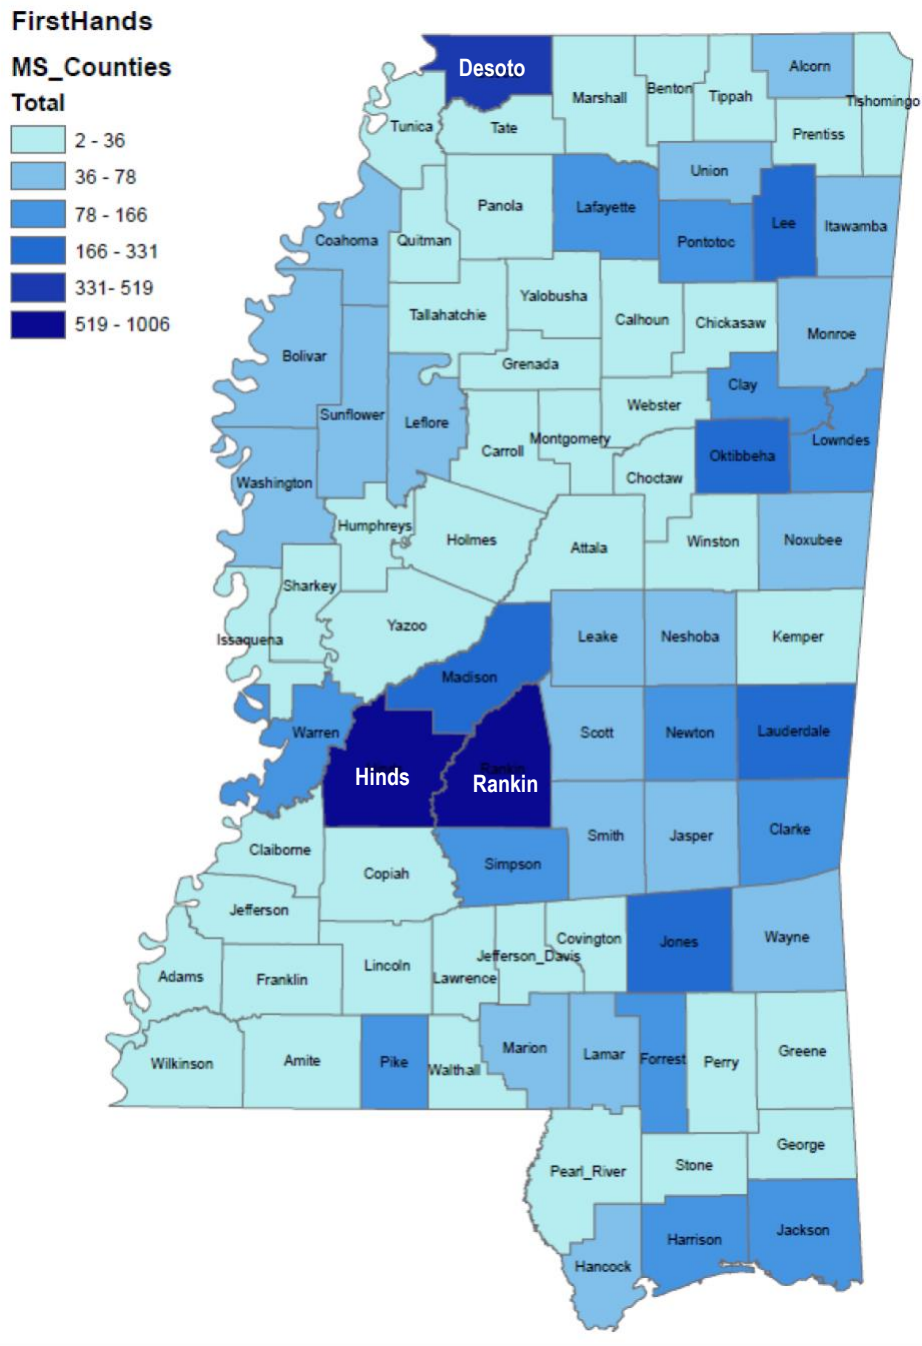 FirstHands
MS_Counties
Total
2 - 36
36 - 78
78 - 166
166 - 331
331- 519
519 - 1006
Desoto
Alcorn
Marshall
Benton
Tippah
Tishomingo
Tunica
Tate
Prentiss
Union
Panola
Lafayette
Lee
Itawamba
Coahoma
Quitman
Pontotoc
Yalobusha
Tallahatchie
Calhoun
Chickasaw
Monroe
Bolivar
Grenada
Clay
Sunflower
Leflore
Webster
Carroll
Montgomery
Lowndes
Oktibbeha
Washington
Choctaw
Humphreys
Holmes
Attala
Winston
Noxubee
Sharkey
Issaquena
Yazoo
Leake
Neshoba
Kemper
Madison
Warren
Scott
Newton
Lauderdale
Hinds
Rankin
Rankin
Smith
Jasper
Clarke
Claiborne
Copiah
Simpson
Jefferson
Covington
Jones
Wayne
Jefferson_Davis
Adams
Franklin
Lincoln
Lawrence
Marion
Lamar
Forrest
Perry
Greene
Wilkinson
Amite
Pike
Walthall
George
Pearl_River
Stone
Harrison
Jackson
Hancock